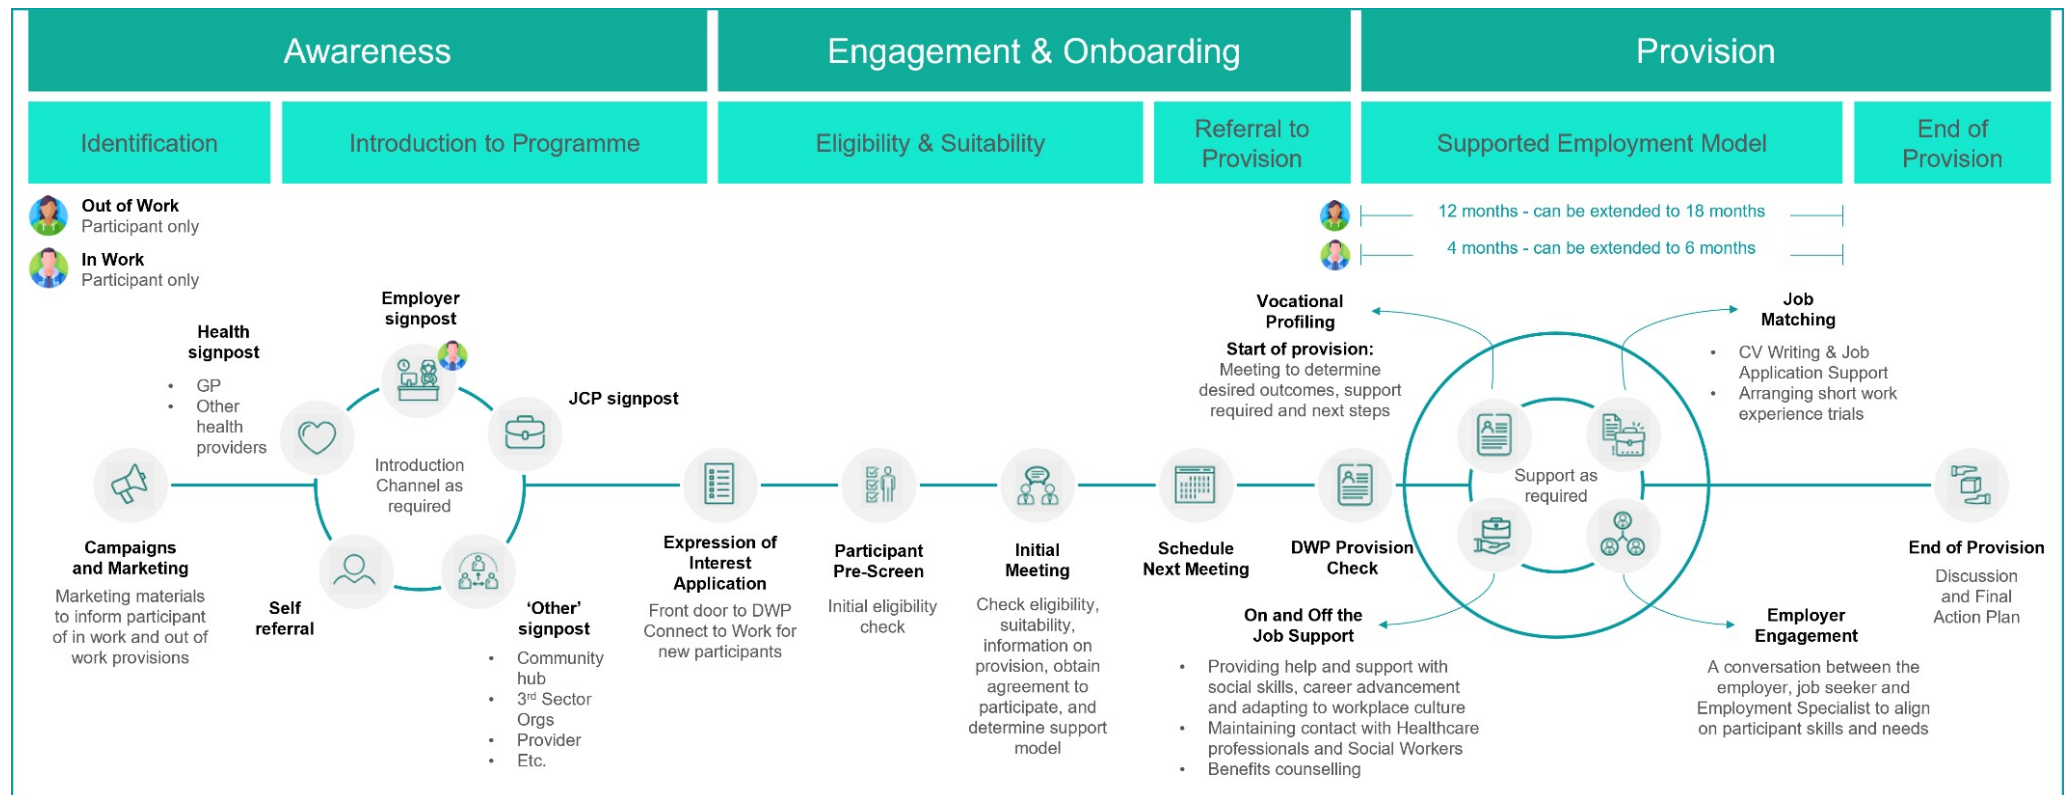 Awareness
Engagement & Onboarding
Provision
Identification
Introduction to Programme
Eligibility & Suitability
Referral to
Provision
Supported Employment Model
End of
Provision
Out of Work
Participant only
In Work
Participant only
12 months - can be extended to 18 months
4 months - can be extended to 6 months
Campaigns
and Marketing
Marketing materials
to inform participant
of in work and out of
work provisions
Health
signpost
• GP
• Other
health
providers
Employer
signpost
JCP signpost
Introduction
Channel as
required
Self
referral
‘Other’
signpost
• Community
hub
• 3rd Sector
Orgs
• Provider
• Etc.
Expression of
Interest
Application
Front door to DWP
Connect to Work for
new participants
Participant
Pre-Screen
Initial eligibility
check
Initial
Meeting
Check eligibility,
suitability,
information on
provision, obtain
agreement to
participate, and
determine support
model
Schedule
Next Meeting
DWP Provision
Check
Vocational
Profiling
Start of provision:
Meeting to determine
desired outcomes, support
required and next steps
Job
Matching
• CV Writing & Job
Application Support
• Arranging short work
experience trials
Support as
required
On and Off the
Job Support
• Providing help and support with
social skills, career advancement
and adapting to workplace culture
• Maintaining contact with Healthcare
professionals and Social Workers
• Benefits counselling
Employer
Engagement
A conversation between the
employer, job seeker and
Employment Specialist to align
on participant skills and needs
End of Provision
Discussion
and Final
Action Plan